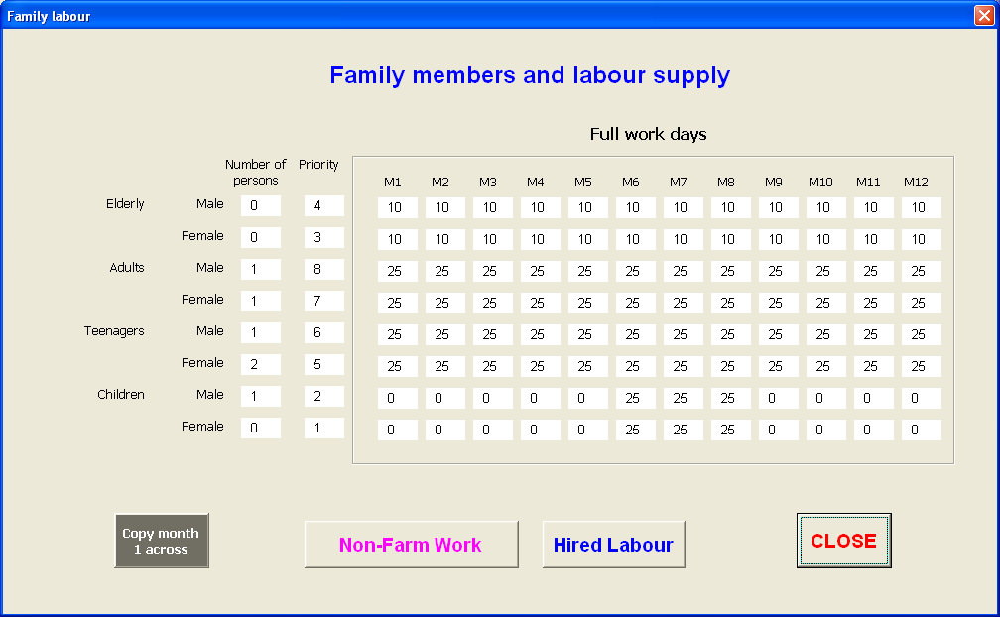 Family labour
Family members and labour supply
Full work days
Number of persons Priority
M1 M2 M3 M4 M5 M6 M7 M8 M9 M10 M11 M12
Elderly Male 0 4 10 10 10 10 10 10 10 10 10 10 10 10
Female 0 3 10 10 10 10 10 10 10 10 10 10 10 10
Adults Male 1 8 25 25 25 25 25 25 25 25 25 25 25 25
Female 1 7 25 25 25 25 25 25 25 25 25 25 25 25
Teenagers Male 1 6 25 25 25 25 25 25 25 25 25 25 25 25
Female 2 5 25 25 25 25 25 25 25 25 25 25 25 25
Children Male 1 2 0 0 0 0 0 25 25 25 0 0 0 0
Female 0 1 0 0 0 0 0 25 25 25 0 0 0 0
Copy month
1 across
Non-Farm Work
Hired Labour
CLOSE